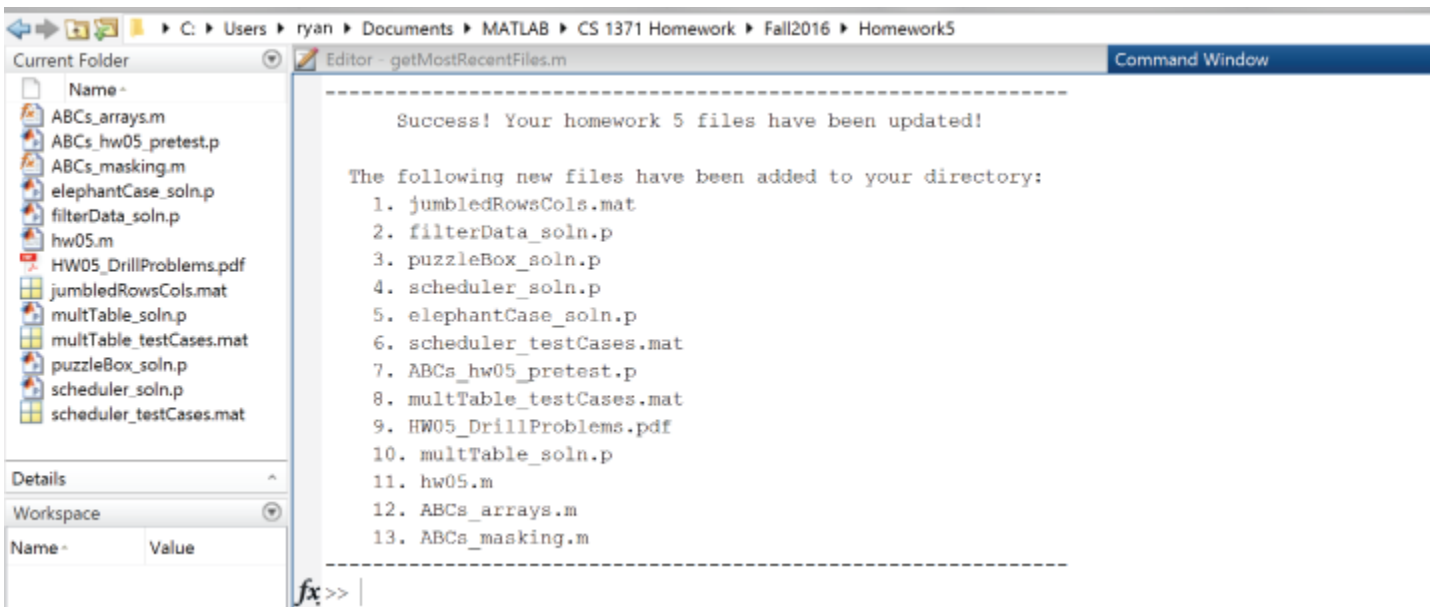 C: Users ryan Documents MATLAB CS 1371 Homework Fall2016 Homework5
Current Folder
Name
ABCs_arrays.m
ABCs_hw05_pretest.p
ABCs_masking.m
elephantCase_soln.p
filterData_soln.p
hw05.m
HW05_DrillProblems.pdf
jumbledRowsCols.mat
multTable_soln.p
multTable_testCases.mat
puzzleBox_soln.p
scheduler_soln.p
scheduler_testCases.mat
Details
Workspace
Name Value
Editor - getMostRecentFiles.m
Command Window
---------------------------------------------------------------
Success! Your homework 5 files have been updated!
The following new files have been added to your directory:
1. jumbledRowsCols.mat
2. filterData_soln.p
3. puzzleBox_soln.p
4. scheduler_soln.p
5. elephantCase_soln.p
6. scheduler_testCases.mat
7. ABCs_hw05_pretest.p
8. multTable_testCases.mat
9. HW05_DrillProblems.pdf
10. multTable_soln.p
11. hw05.m
12. ABCs_arrays.m
13. ABCs_masking.m
---------------------------------------------------------------
fx >>